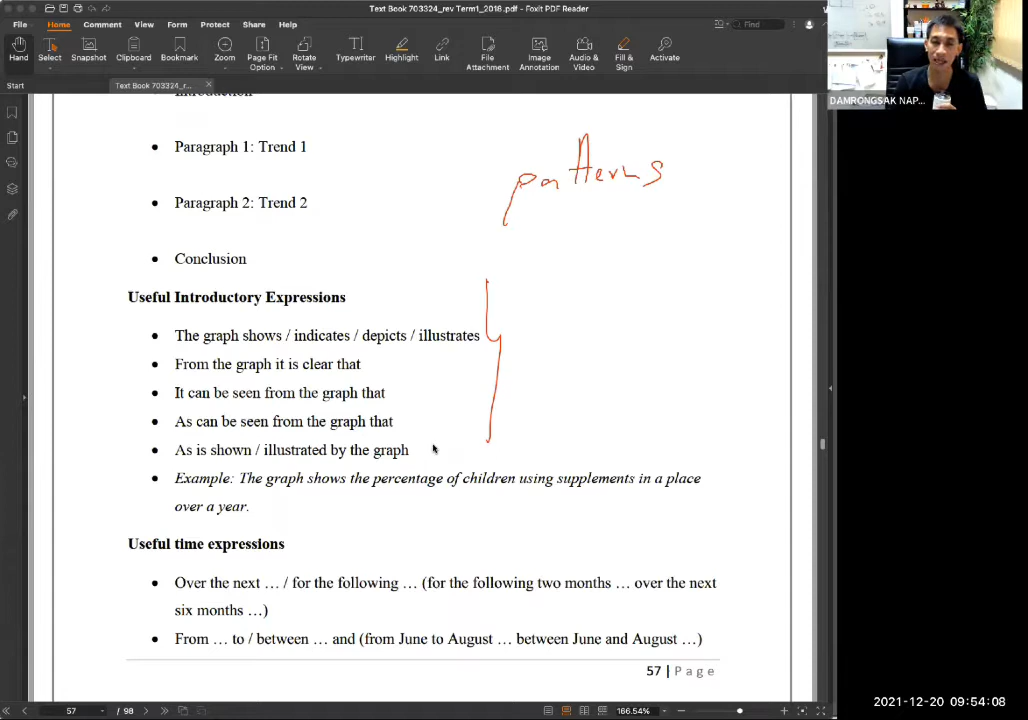 Text Book 703324_rev Term1_2018.pdf - Foxit PDF Reader
File Home Comment View Form Protect Share Help
Find
Hand Select Snapshot Clipboard Bookmark Zoom Page Fit Option Rotate View Typewriter Highlight Link File Attachment Image Annotation Audio & Video Fill & Sign Activate
Start Text Book 703324_r...
Introduction
• Paragraph 1: Trend 1
patterns
• Paragraph 2: Trend 2
• Conclusion
Useful Introductory Expressions
• The graph shows / indicates / depicts / illustrates
• From the graph it is clear that
• It can be seen from the graph that
• As can be seen from the graph that
• As is shown / illustrated by the graph
• Example: The graph shows the percentage of children using supplements in a place
over a year.
Useful time expressions
• Over the next … / for the following … (for the following two months … over the next
six months …)
• From … to / between … and (from June to August … between June and August …)
57 | Page
57 / 98 166.54%
DAMRONGSAK NAP...
2021-12-20 09:54:08